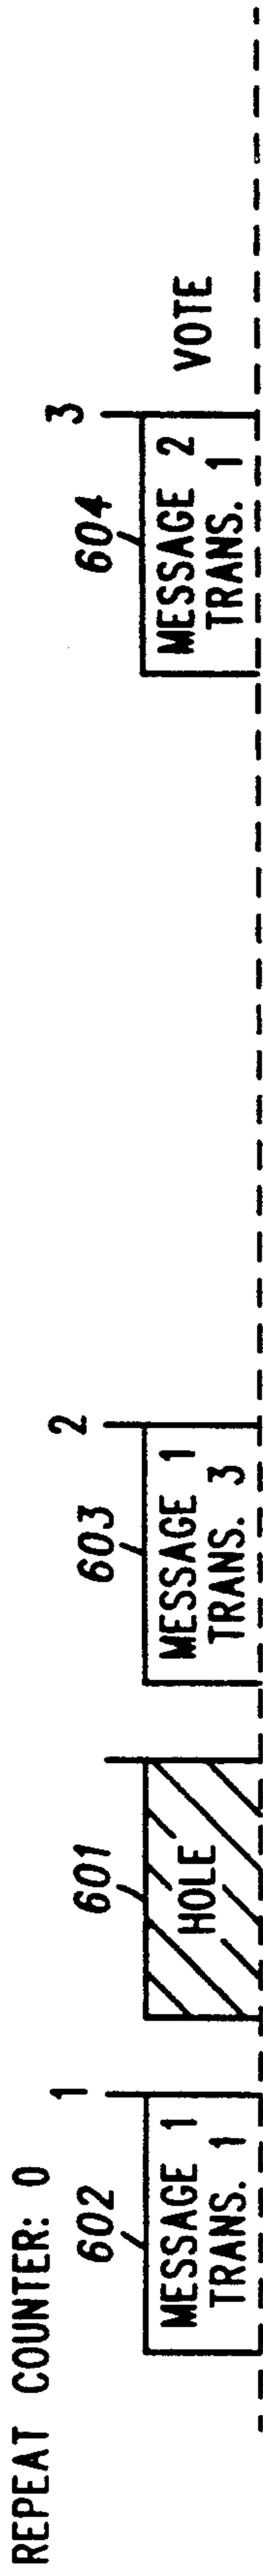 REPEAT COUNTER: 0
1
2
3
602
601
603
604
MESSAGE 1
TRANS. 1
HOLE
MESSAGE 1
TRANS. 3
MESSAGE 2
TRANS. 1
VOTE